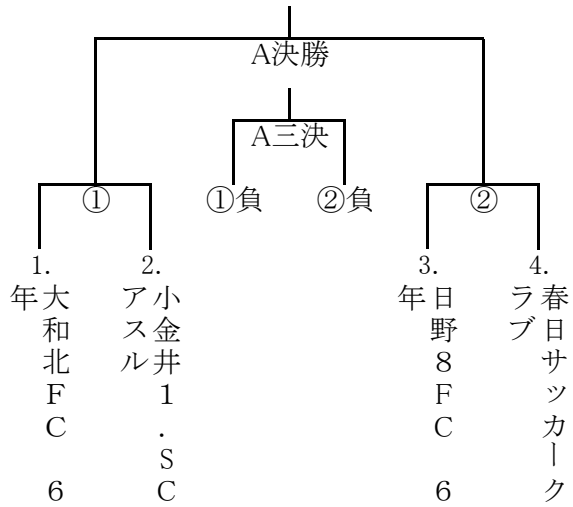 A決勝
A三決
①
①負
②負
②
1.
大和北FC 6
年
2.
小金井1.SC
アスル
3.
日野8FC 6
年
4.
春日サッカーク
ラブ